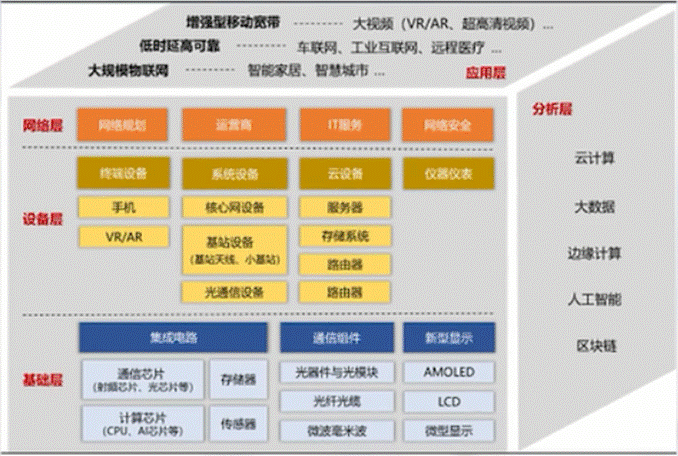 增强型移动宽带 大视频（VR/AR、超高清视频）...
低时延高可靠 车联网、工业互联网、远程医疗 ...
大规模物联网 智能家居、智慧城市 ...
应用层
网络层
网络规划
运营商
IT服务
网络安全
设备层
终端设备
系统设备
云设备
仪器仪表
手机
核心网设备
服务器
VR/AR
基站设备
（基站天线、小基站）
存储系统
路由器
光通信设备
路由器
基础层
集成电路
通信组件
新型显示
通信芯片
（射频芯片、光芯片等）
存储器
光器件与光模块
AMOLED
光纤光缆
LCD
计算芯片
（CPU、AI芯片等）
传感器
微波毫米波
微型显示
分析层
云计算
大数据
边缘计算
人工智能
区块链